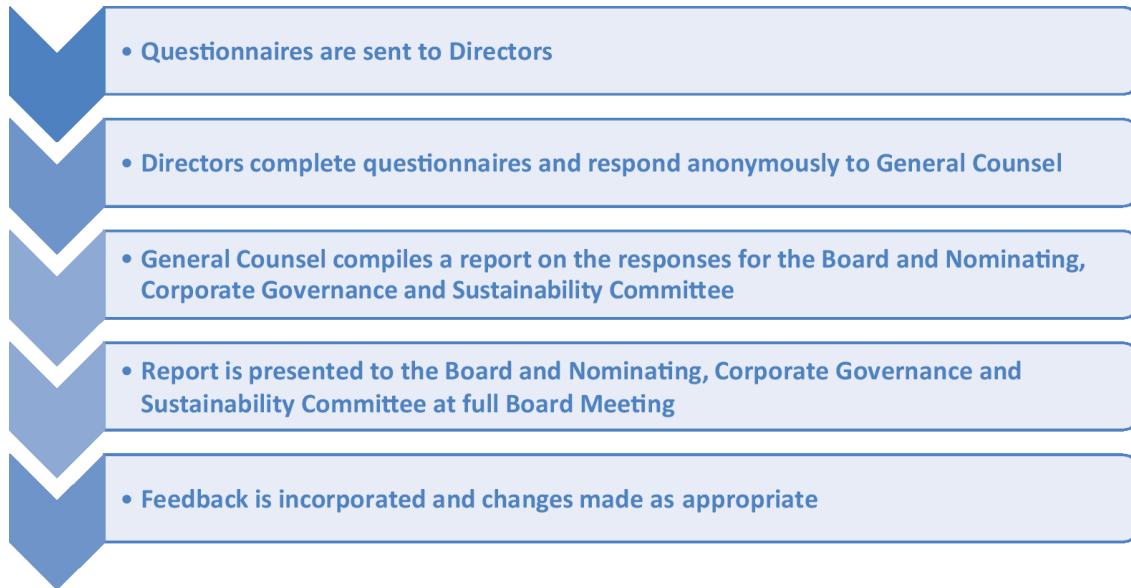 • Questionnaires are sent to Directors
• Directors complete questionnaires and respond anonymously to General Counsel
• General Counsel compiles a report on the responses for the Board and Nominating,
Corporate Governance and Sustainability Committee
• Report is presented to the Board and Nominating, Corporate Governance and
Sustainability Committee at full Board Meeting
• Feedback is incorporated and changes made as appropriate